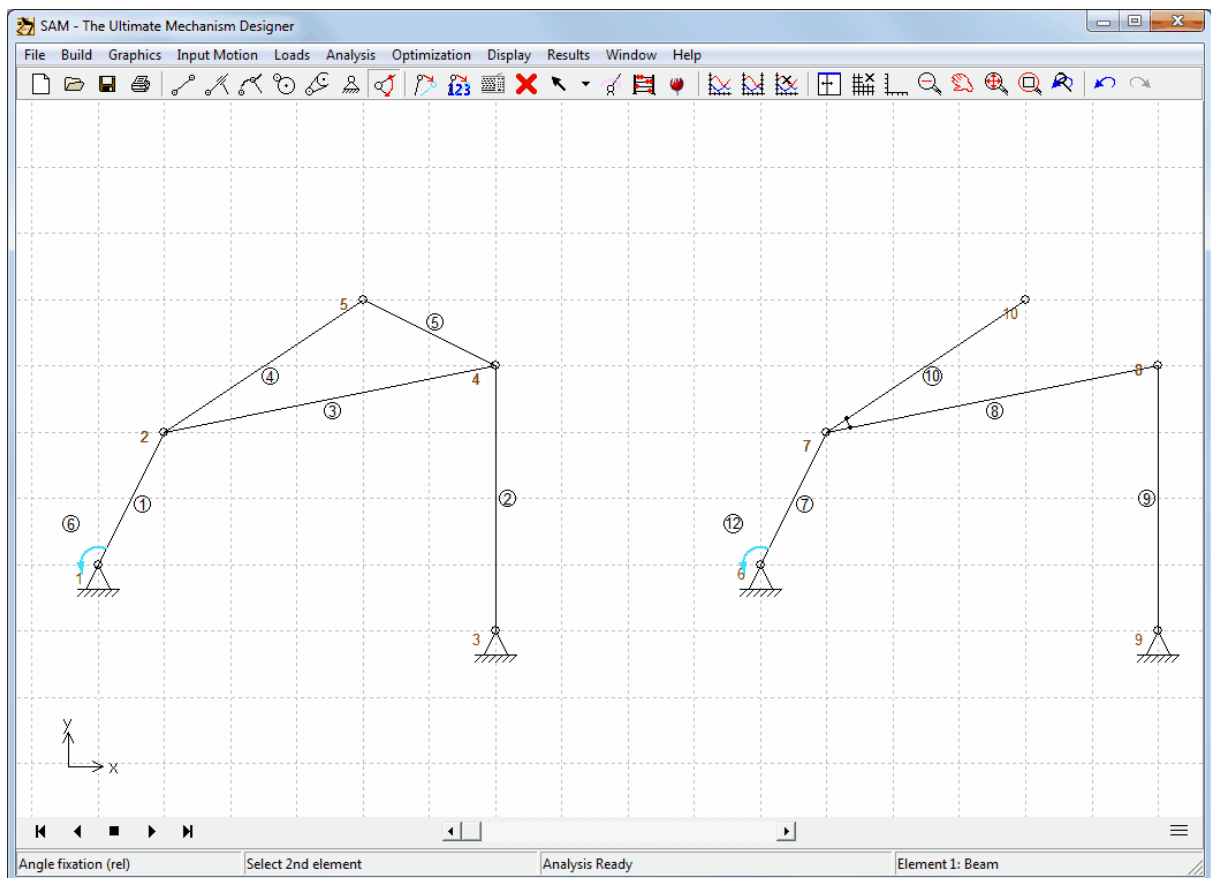 SAM - The Ultimate Mechanism Designer
File Build Graphics Input Motion Loads Analysis Optimization Display Results Window Help
123
5 10
⑤
4 8
④ ⑩
③ ⑧
2 7
① ② ⑦ ⑨
⑥ ⑫
1 6
3 9
y
x
Angle fixation (rel) Select 2nd element Analysis Ready Element 1: Beam